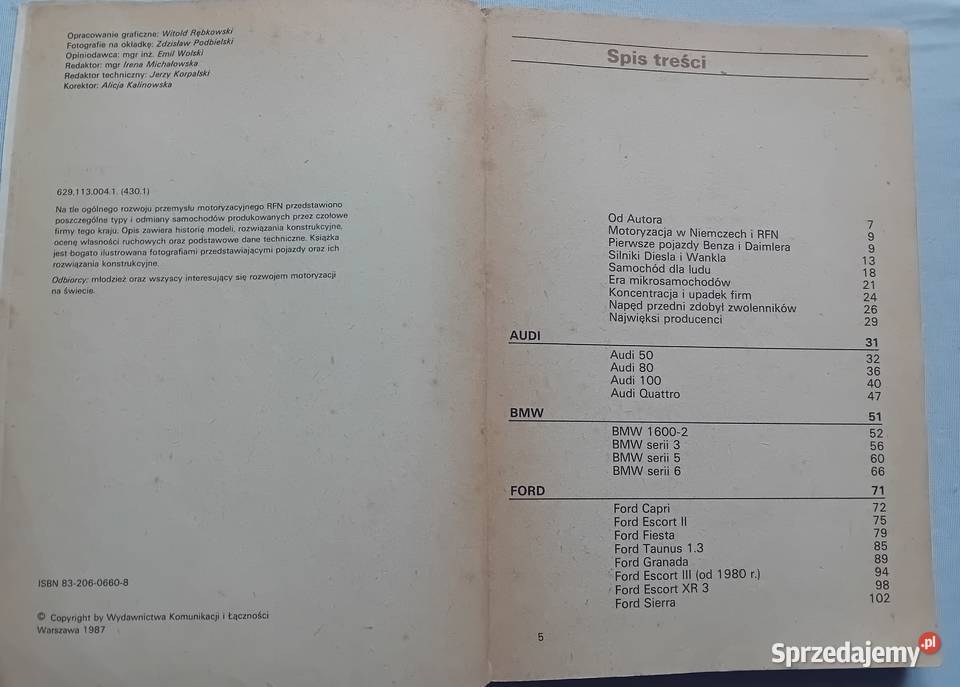 Opracowanie graficzne: Witold Rębkowski
Fotografie na okładkę: Zdzisław Podbielski
Opiniodawca: mgr inż. Emil Wolski
Redaktor: mgr Irena Michałowska
Redaktor techniczny: Jerzy Korpalski
Korektor: Alicja Kalinowska
629.113.004.1. (430.1)
Na tle ogólnego rozwoju przemysłu motoryzacyjnego RFN przedstawiono
poszczególne typy i odmiany samochodów produkowanych przez czołowe
firmy tego kraju. Opis zawiera historię modeli, rozwiązania konstrukcyjne,
ocenę własności ruchowych oraz podstawowe dane techniczne. Książka
jest bogato ilustrowana fotografiami przedstawiającymi pojazdy oraz ich
rozwiązania konstrukcyjne.
Odbiorcy: młodzież oraz wszyscy interesujący się rozwojem motoryzacji
na świecie.
ISBN 83-206-0660-8
© Copyright by Wydawnictwa Komunikacji i Łączności
Warszawa 1987
Spis treści
Od Autora 7
Motoryzacja w Niemczech i RFN 9
Pierwsze pojazdy Benza i Daimlera 9
Silniki Diesla i Wankla 13
Samochód dla ludu 18
Era mikrosamochodów 21
Koncentracja i upadek firm 24
Napęd przedni zdobył zwolenników 26
Najwięksi producenci 29
AUDI 31
Audi 50 32
Audi 80 36
Audi 100 40
Audi Quattro 47
BMW 51
BMW 1600-2 52
BMW serii 3 56
BMW serii 5 60
BMW serii 6 66
FORD 71
Ford Capri 72
Ford Escort II 75
Ford Fiesta 79
Ford Taunus 1.3 85
Ford Granada 89
Ford Escort III (od 1980 r.) 94
Ford Escort XR 3 98
Ford Sierra 102
5
Sprzedajemy.pl